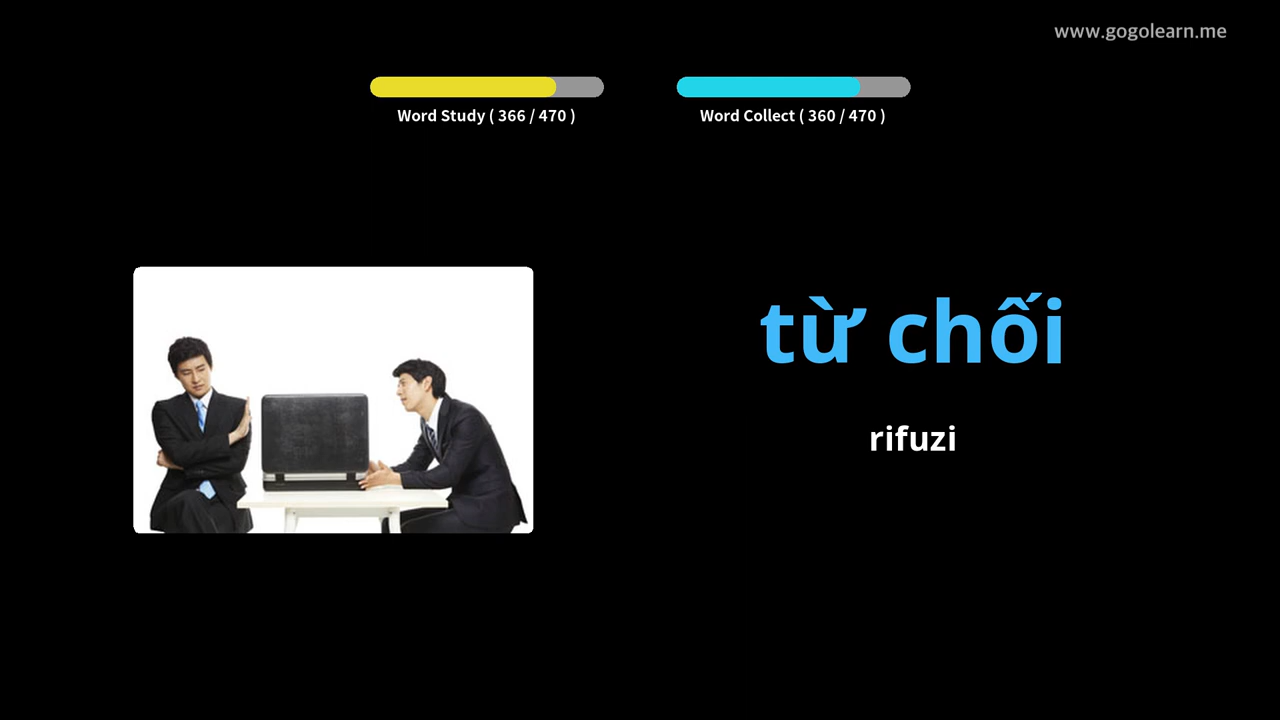 www.gogolearn.me
Word Study ( 366 / 470 )
Word Collect ( 360 / 470 )
từ chối
rifuzi